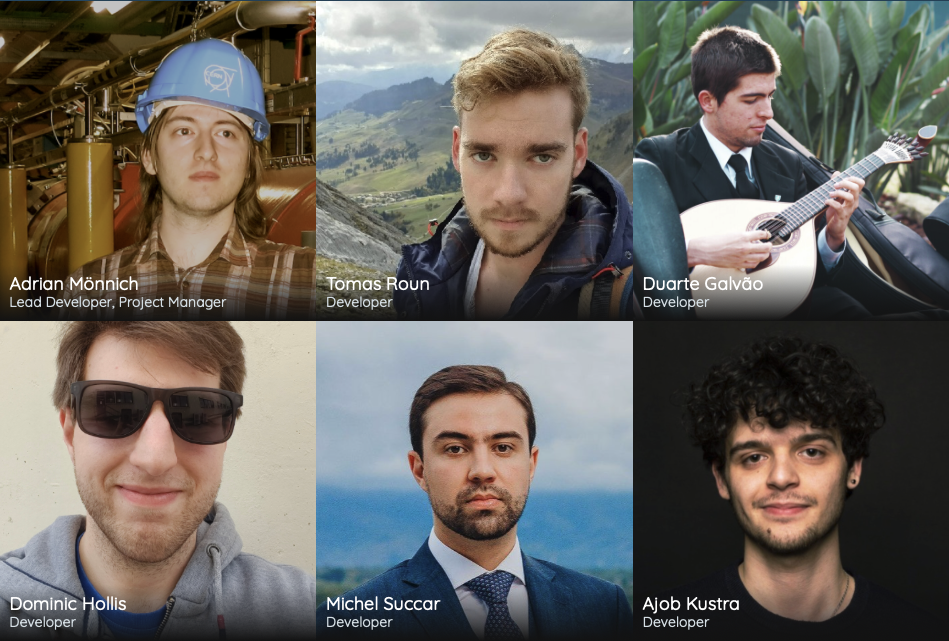 Adrian Mönnich
Lead Developer, Project Manager
Tomas Roun
Developer
Duarte Galvão
Developer
Dominic Hollis
Developer
Michel Succar
Developer
Ajob Kustra
Developer